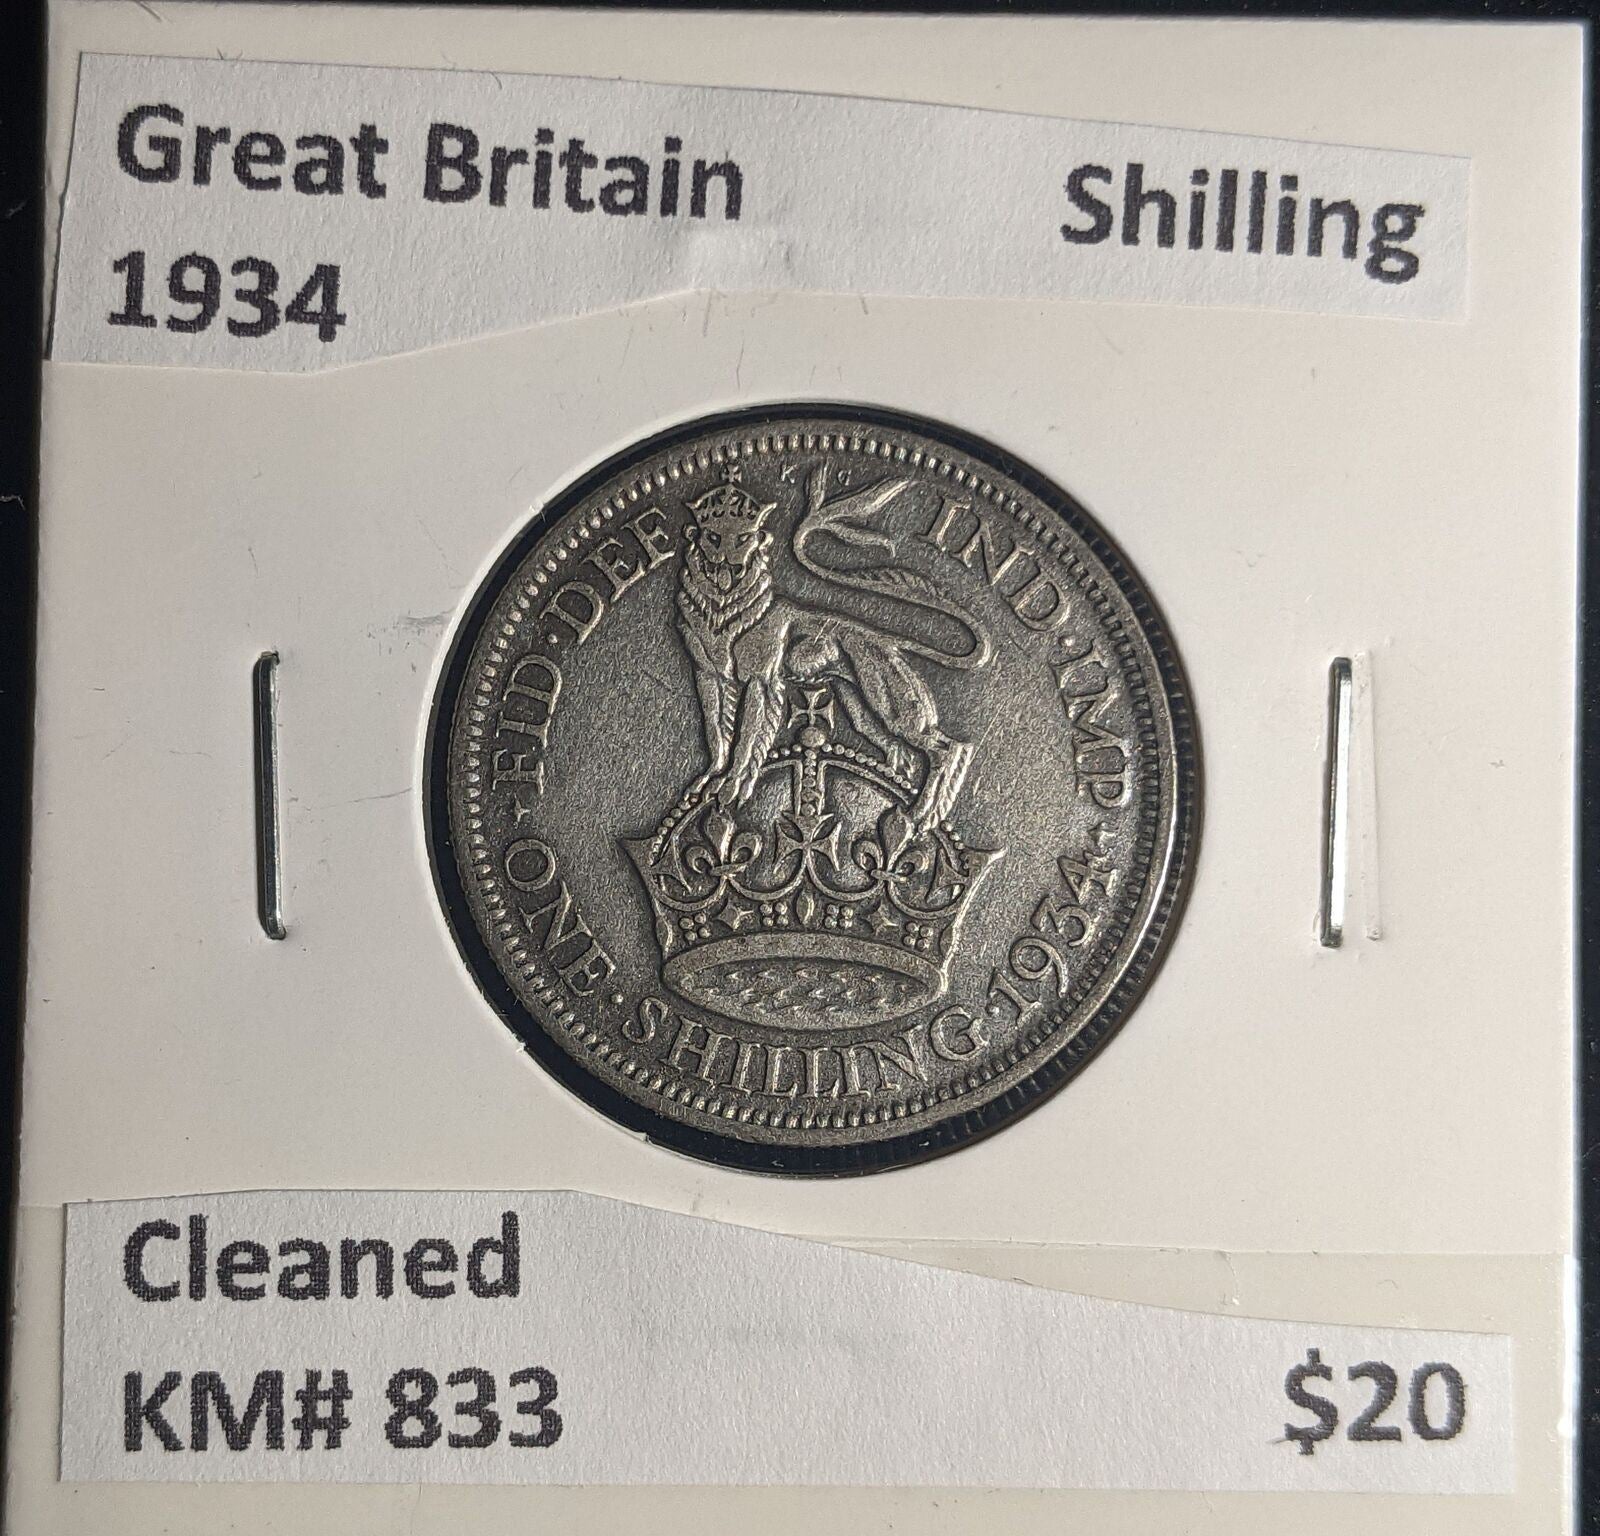 Great Britain Shilling
1934
K G
FID · DEF IND · IMP
ONE · SHILLING · 1934
Cleaned
KM# 833 $20